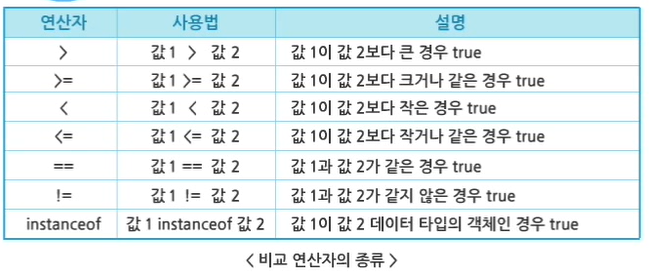 연산자 사용법 설명
> 값 1 > 값 2 값 1이 값 2보다 큰 경우 true
>= 값 1 >= 값 2 값 1이 값 2보다 크거나 같은 경우 true
< 값 1 < 값 2 값 1이 값 2보다 작은 경우 true
<= 값 1 <= 값 2 값 1이 값 2보다 작거나 같은 경우 true
== 값 1 == 값 2 값 1과 값 2가 같은 경우 true
!= 값 1 != 값 2 값 1과 값 2가 같지 않은 경우 true
instanceof 값 1 instanceof 값 2 값 1이 값 2 데이터 타입의 객체인 경우 true
< 비교 연산자의 종류 >